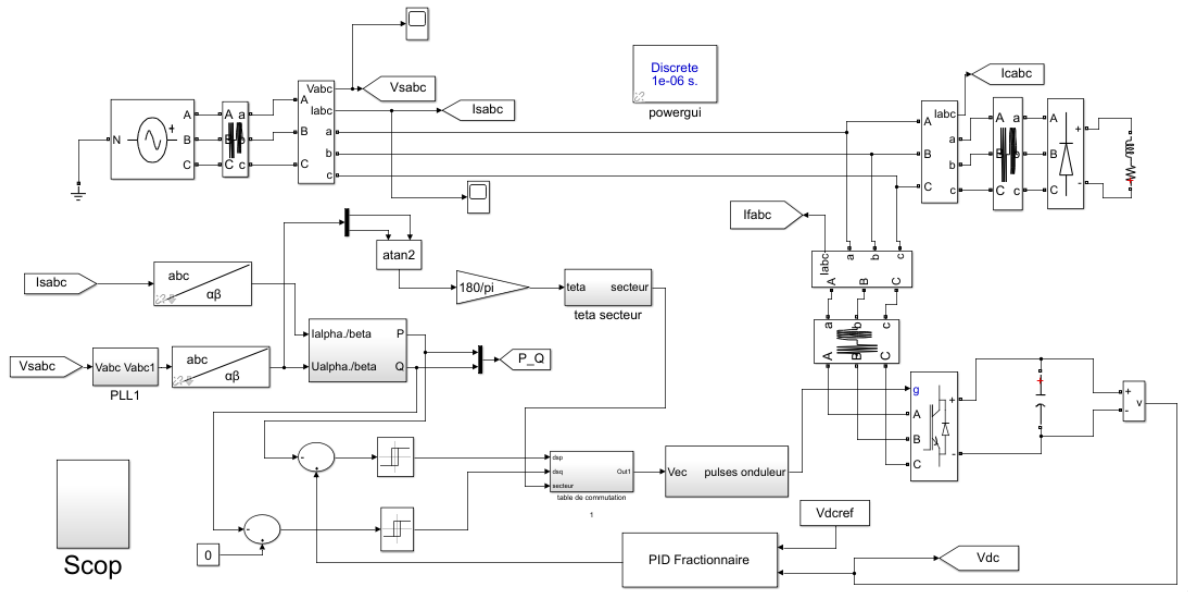 Discrete
1e-06 s.
powergui
Vabc
Iabc
A
B
C
a
b
c
Vsabc
Isabc
N
A
B
C
A a
B b
C c
Icabc
Iabc
A
B
C
a
b
c
A a
B b
C c
A
B
C
+
-
Ifabc
Iabc
a b c
A B C
a b c
A B C
atan2
180/pi
teta secteur
teta secteur
Isabc
abc
αβ
Vsabc
Vabc Vabc1
PLL1
abc
αβ
Ialpha./beta P
Ualpha./beta Q
P_Q
g
A
B
C
+
-
+
-
v
dsp
dsq
secteur
Out1
table de commutation
1
Vec pulses onduleur
Vdcref
0
PID Fractionnaire
Vdc
Scop